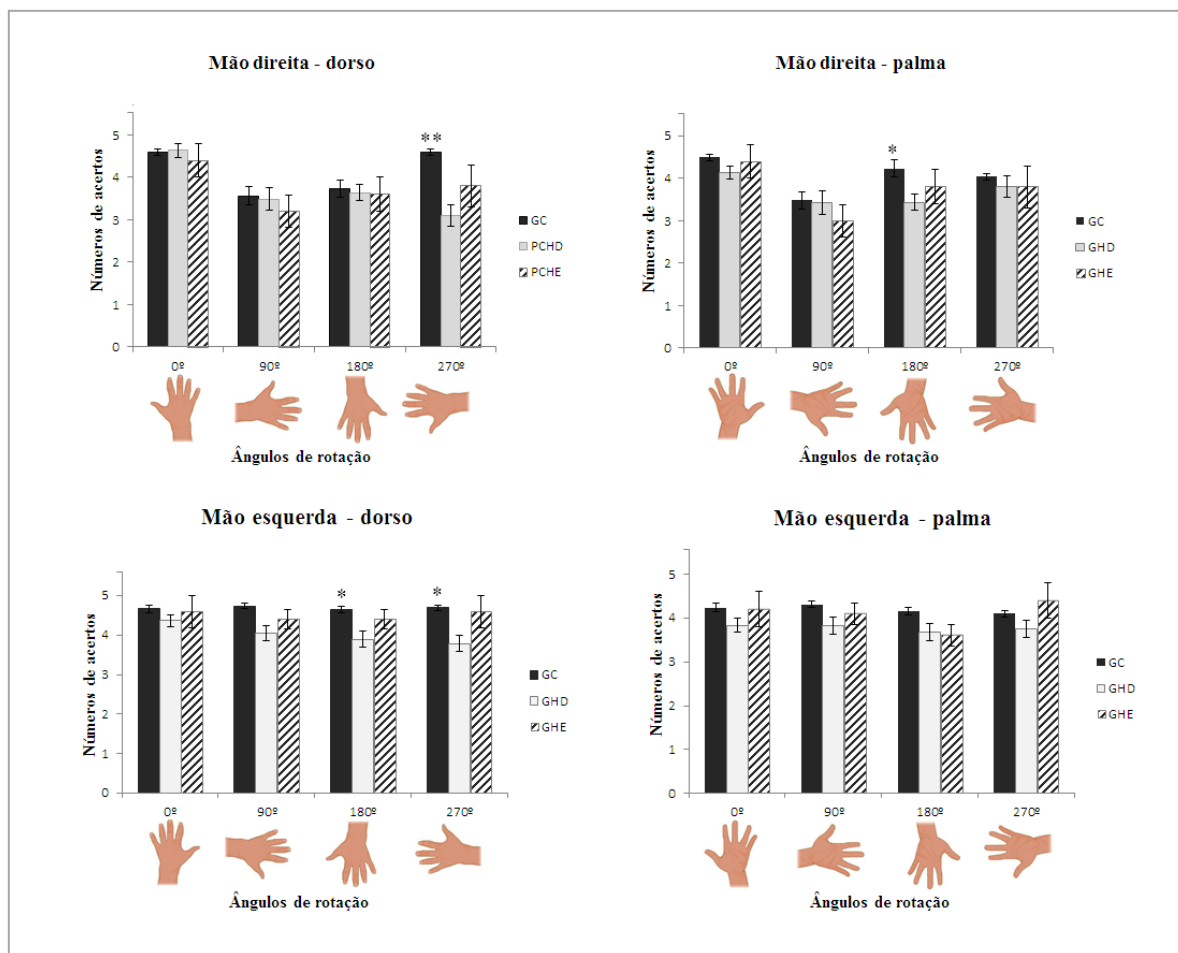 Mão direita - dorso
Números de acertos
5
4
3
2
1
0
**
0º 90º 180º 270º
Ângulos de rotação
GC
PCHD
PCHE
Mão direita - palma
Números de acertos
5
4
3
2
1
0
*
0º 90º 180º 270º
Ângulos de rotação
GC
GHD
GHE
Mão esquerda - dorso
Números de acertos
5
4
3
2
1
0
* *
0º 90º 180º 270º
Ângulos de rotação
GC
GHD
GHE
Mão esquerda - palma
Números de acertos
5
4
3
2
1
0
0º 90º 180º 270º
Ângulos de rotação
GC
GHD
GHE